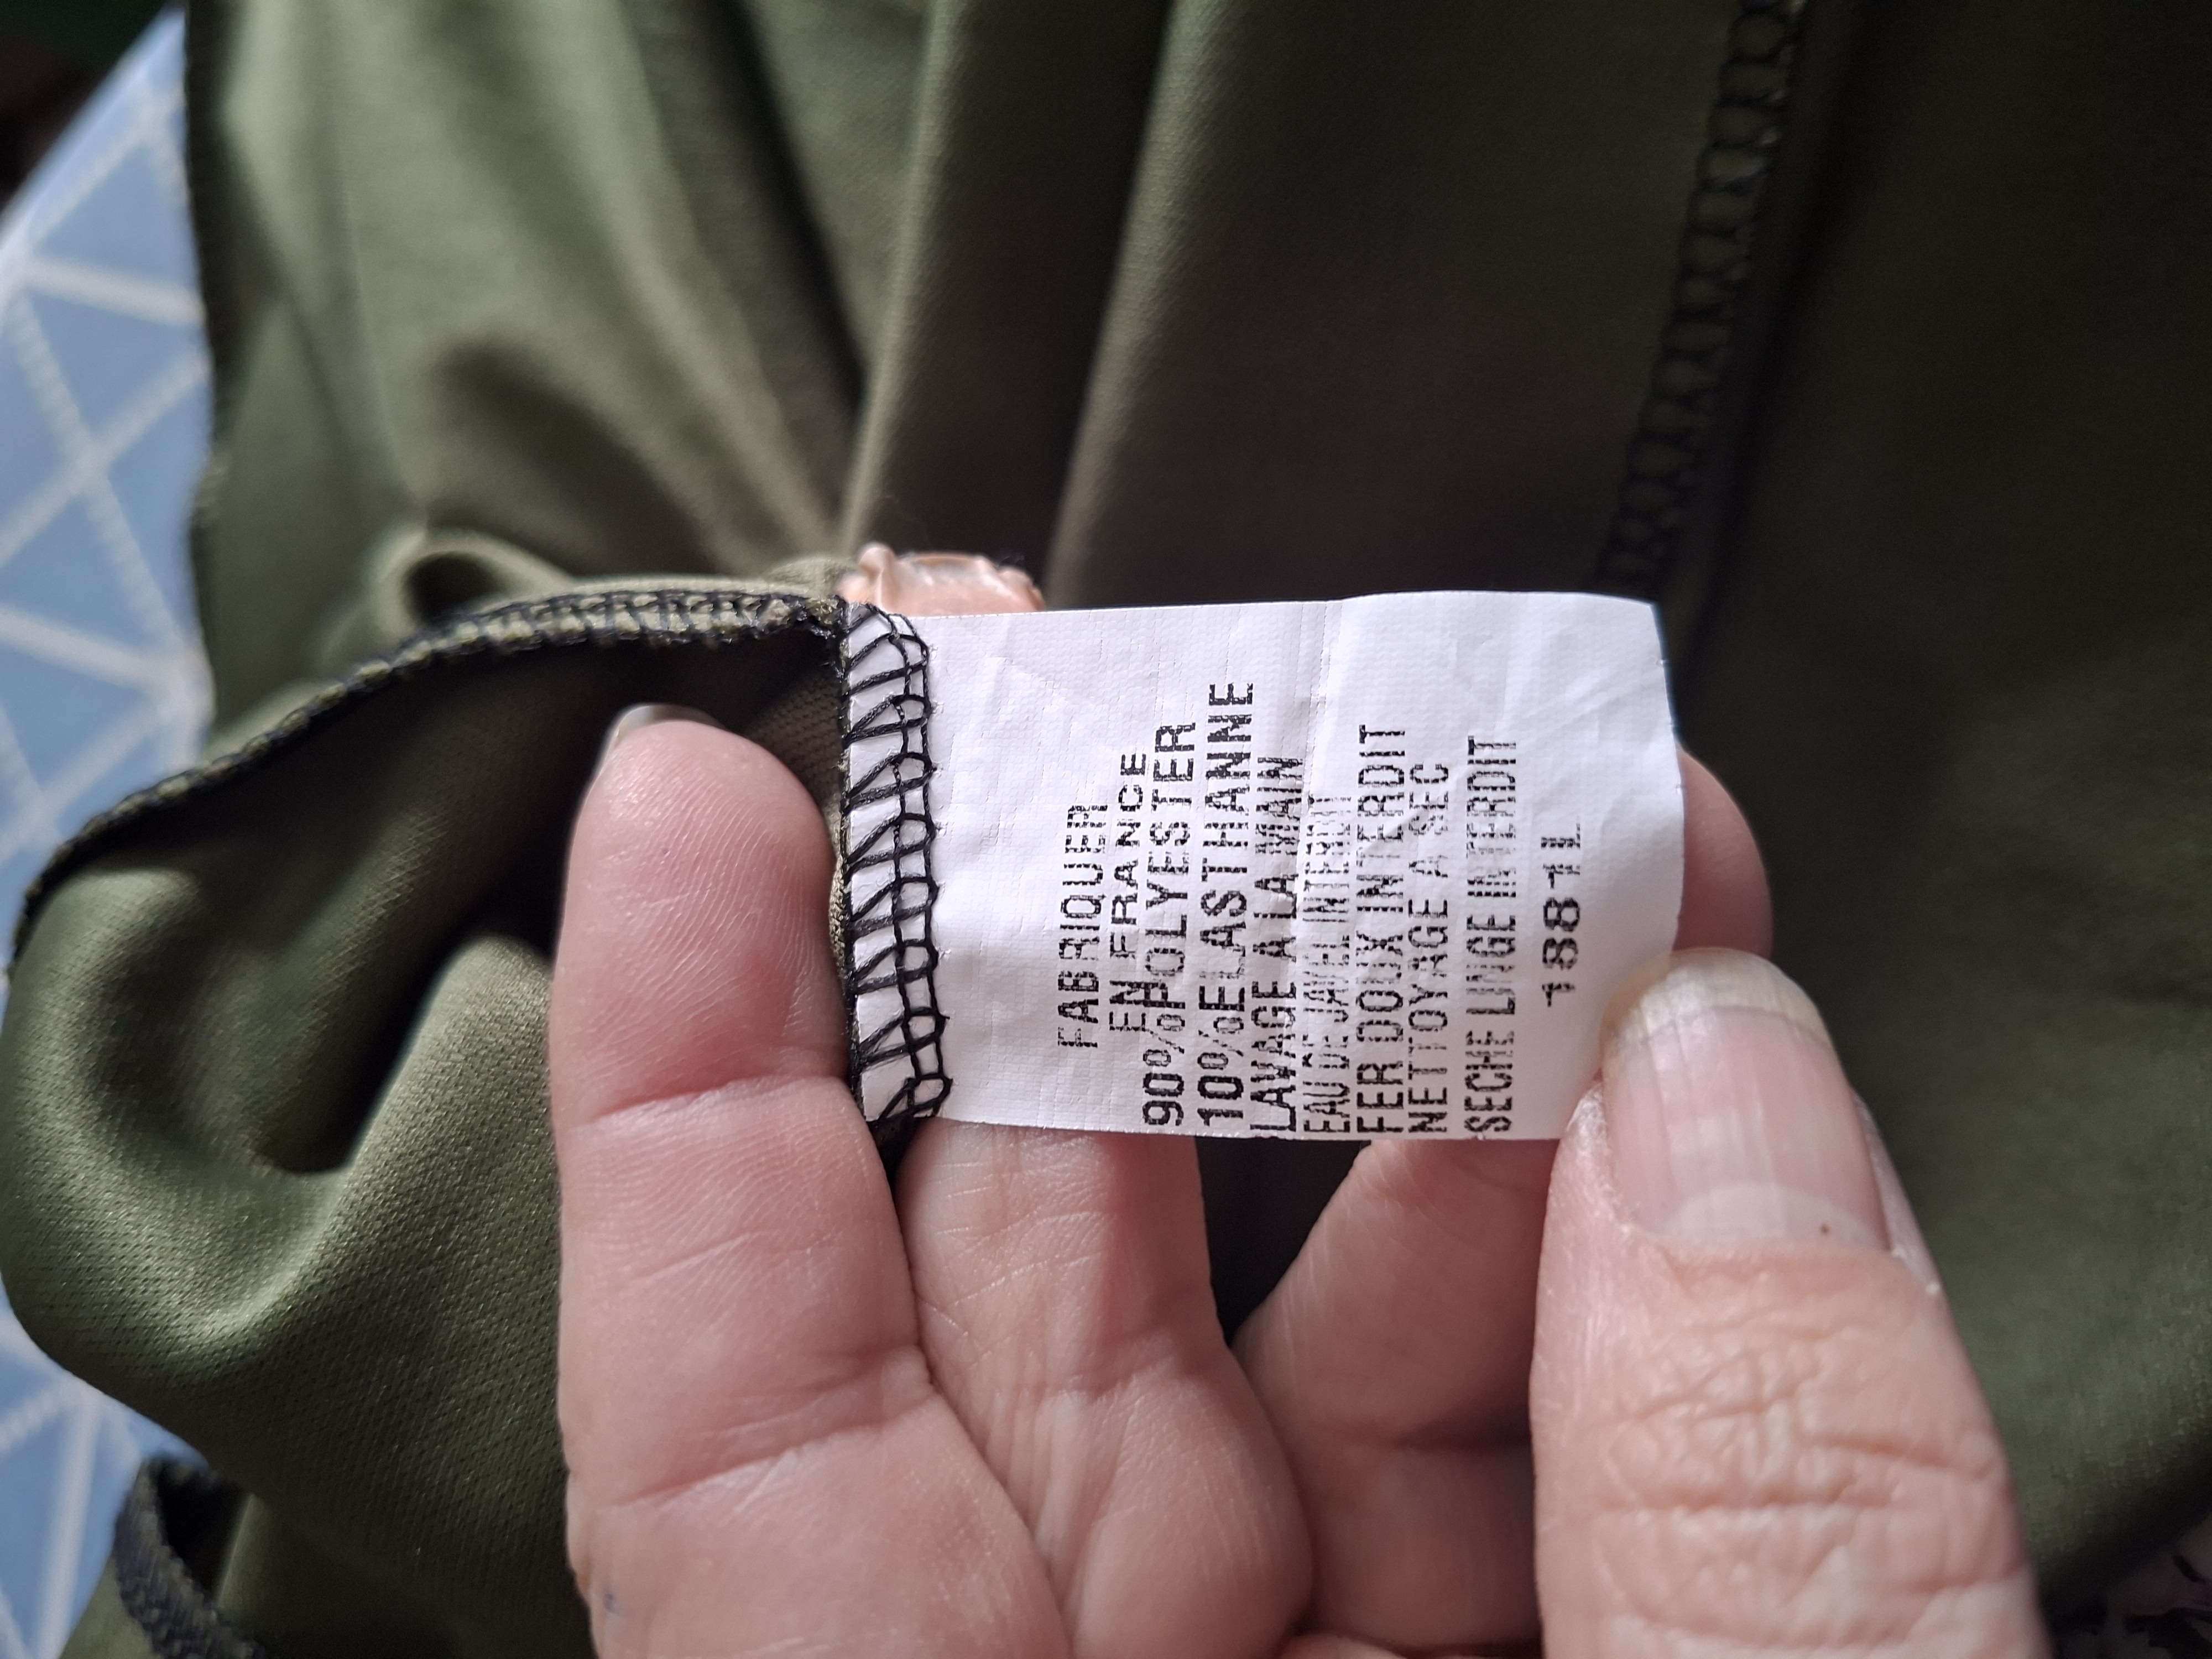 FABRIQUER
EN FRANCE
90%POLYESTER
10%ELASTHANNE
LAVAGE A LA MAIN
EAU DE JAVEL INTERDIT
FER DOUX INTERDIT
NETTOYAGE A SEC
SECHE LINGE INTERDIT
1881L